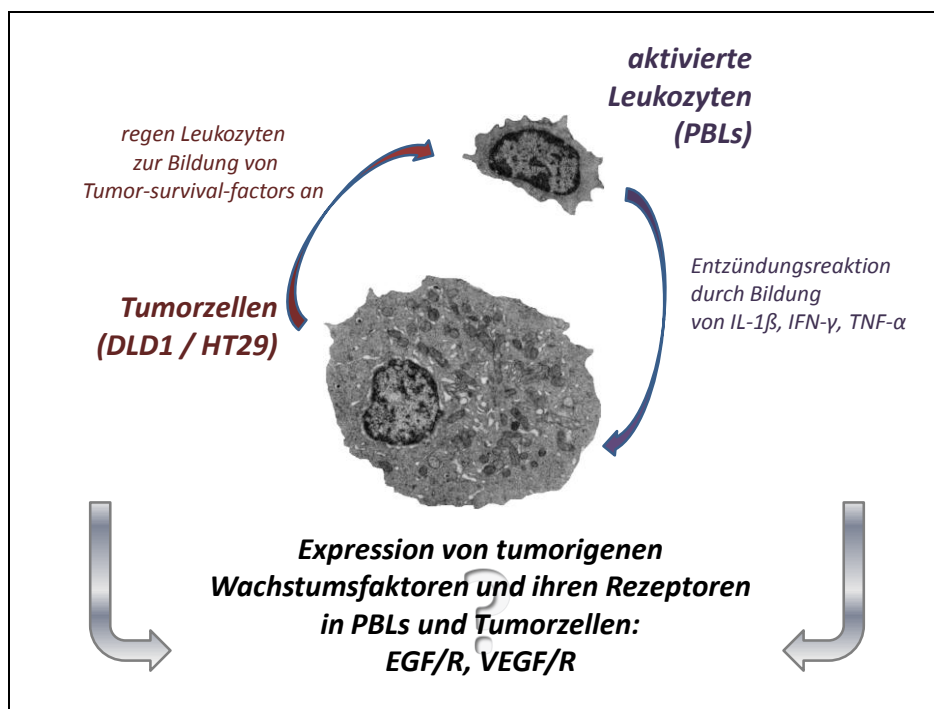 aktivierte
Leukozyten
(PBLs)
regen Leukozyten
zur Bildung von
Tumor-survival-factors an
Entzündungsreaktion
durch Bildung
von IL-1ß, IFN-γ, TNF-α
Tumorzellen
(DLD1 / HT29)
?
Expression von tumorigenen
Wachstumsfaktoren und ihren Rezeptoren
in PBLs und Tumorzellen:
EGF/R, VEGF/R